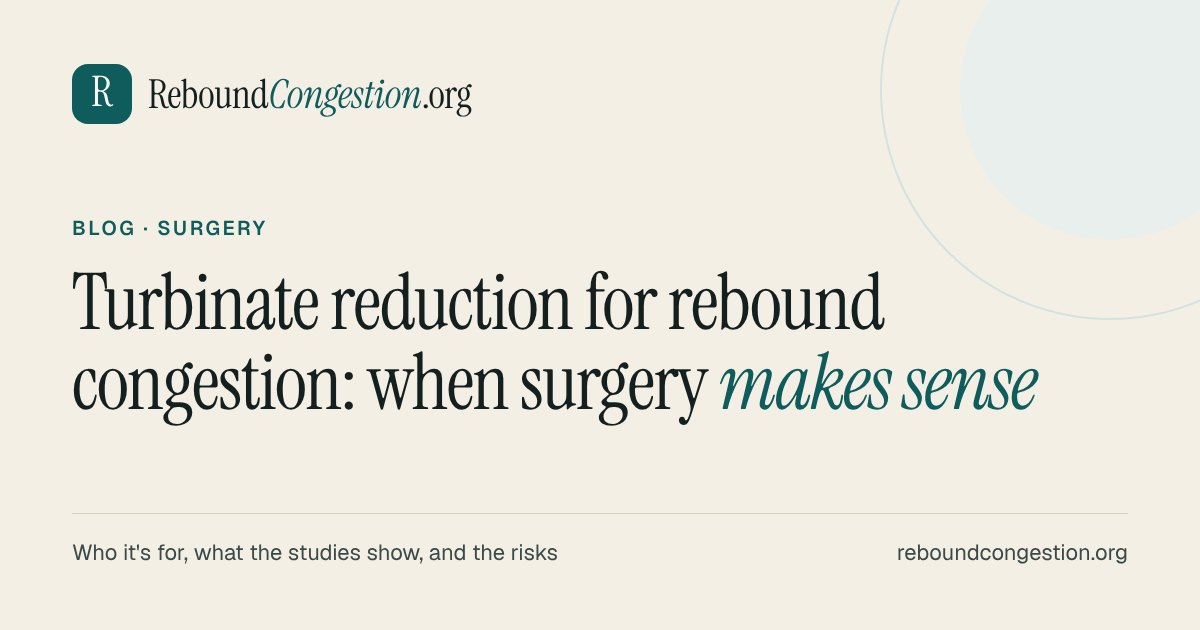 R
ReboundCongestion.org
BLOG · SURGERY
Turbinate reduction for rebound
congestion: when surgery makes sense
Who it's for, what the studies show, and the risks
reboundcongestion.org